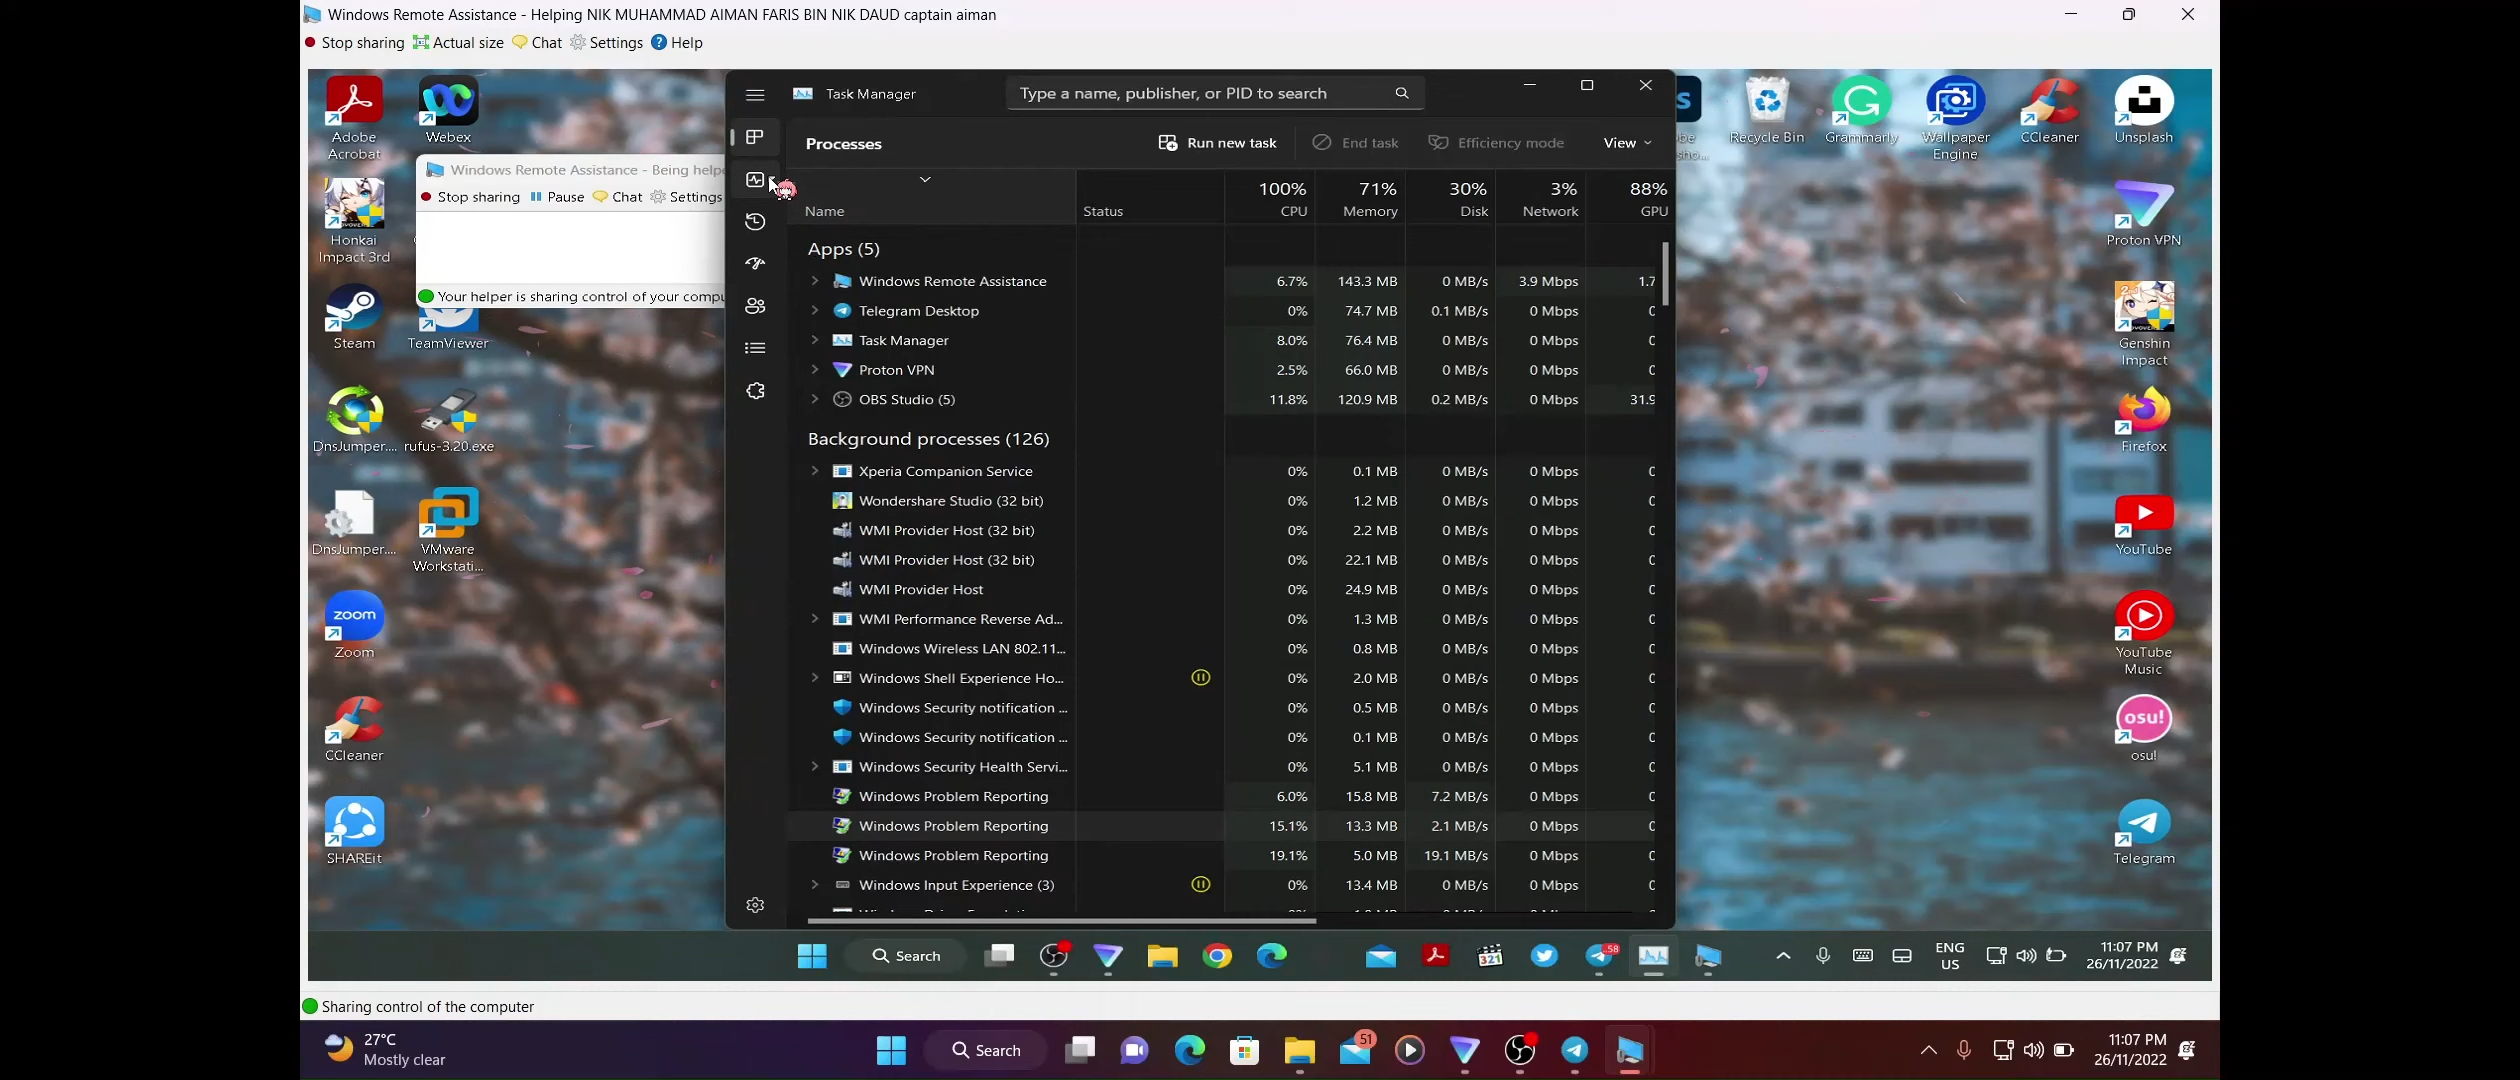 Windows Remote Assistance - Helping NIK MUHAMMAD AIMAN FARIS BIN NIK DAUD captain aiman
Stop sharing Actual size Chat Settings Help
Adobe Acrobat
Webex
Honkai Impact 3rd
Steam
TeamViewer
DnsJumper....
rufus-3.20.exe
DnsJumper....
VMware Workstati...
zoom
Zoom
CCleaner
SHAREit
Windows Remote Assistance - Being helpe
Stop sharing Pause Chat Settings
Your helper is sharing control of your compu
Task Manager
Type a name, publisher, or PID to search
Processes Run new task End task Efficiency mode View
100% 71% 30% 3% 88%
Name Status CPU Memory Disk Network GPU
Apps (5)
Windows Remote Assistance 6.7% 143.3 MB 0 MB/s 3.9 Mbps 1.7
Telegram Desktop 0% 74.7 MB 0.1 MB/s 0 Mbps
Task Manager 8.0% 76.4 MB 0 MB/s 0 Mbps
Proton VPN 2.5% 66.0 MB 0 MB/s 0 Mbps
OBS Studio (5) 11.8% 120.9 MB 0.2 MB/s 0 Mbps 31.9
Background processes (126)
Xperia Companion Service 0% 0.1 MB 0 MB/s 0 Mbps
Wondershare Studio (32 bit) 0% 1.2 MB 0 MB/s 0 Mbps
WMI Provider Host (32 bit) 0% 2.2 MB 0 MB/s 0 Mbps
WMI Provider Host (32 bit) 0% 22.1 MB 0 MB/s 0 Mbps
WMI Provider Host 0% 24.9 MB 0 MB/s 0 Mbps
WMI Performance Reverse Ad... 0% 1.3 MB 0 MB/s 0 Mbps
Windows Wireless LAN 802.11... 0% 0.8 MB 0 MB/s 0 Mbps
Windows Shell Experience Ho... 0% 2.0 MB 0 MB/s 0 Mbps
Windows Security notification ... 0% 0.5 MB 0 MB/s 0 Mbps
Windows Security notification ... 0% 0.1 MB 0 MB/s 0 Mbps
Windows Security Health Servi... 0% 5.1 MB 0 MB/s 0 Mbps
Windows Problem Reporting 6.0% 15.8 MB 7.2 MB/s 0 Mbps
Windows Problem Reporting 15.1% 13.3 MB 2.1 MB/s 0 Mbps
Windows Problem Reporting 19.1% 5.0 MB 19.1 MB/s 0 Mbps
Windows Input Experience (3) 0% 13.4 MB 0 MB/s 0 Mbps
Recycle Bin
Grammarly
Wallpaper Engine
CCleaner
Unsplash
Proton VPN
Genshin Impact
Firefox
YouTube
YouTube Music
osu!
osu!
Telegram
Search
321
58
ENG
US
11:07 PM
26/11/2022
Sharing control of the computer
27°C
Mostly clear
Search
51
11:07 PM
26/11/2022